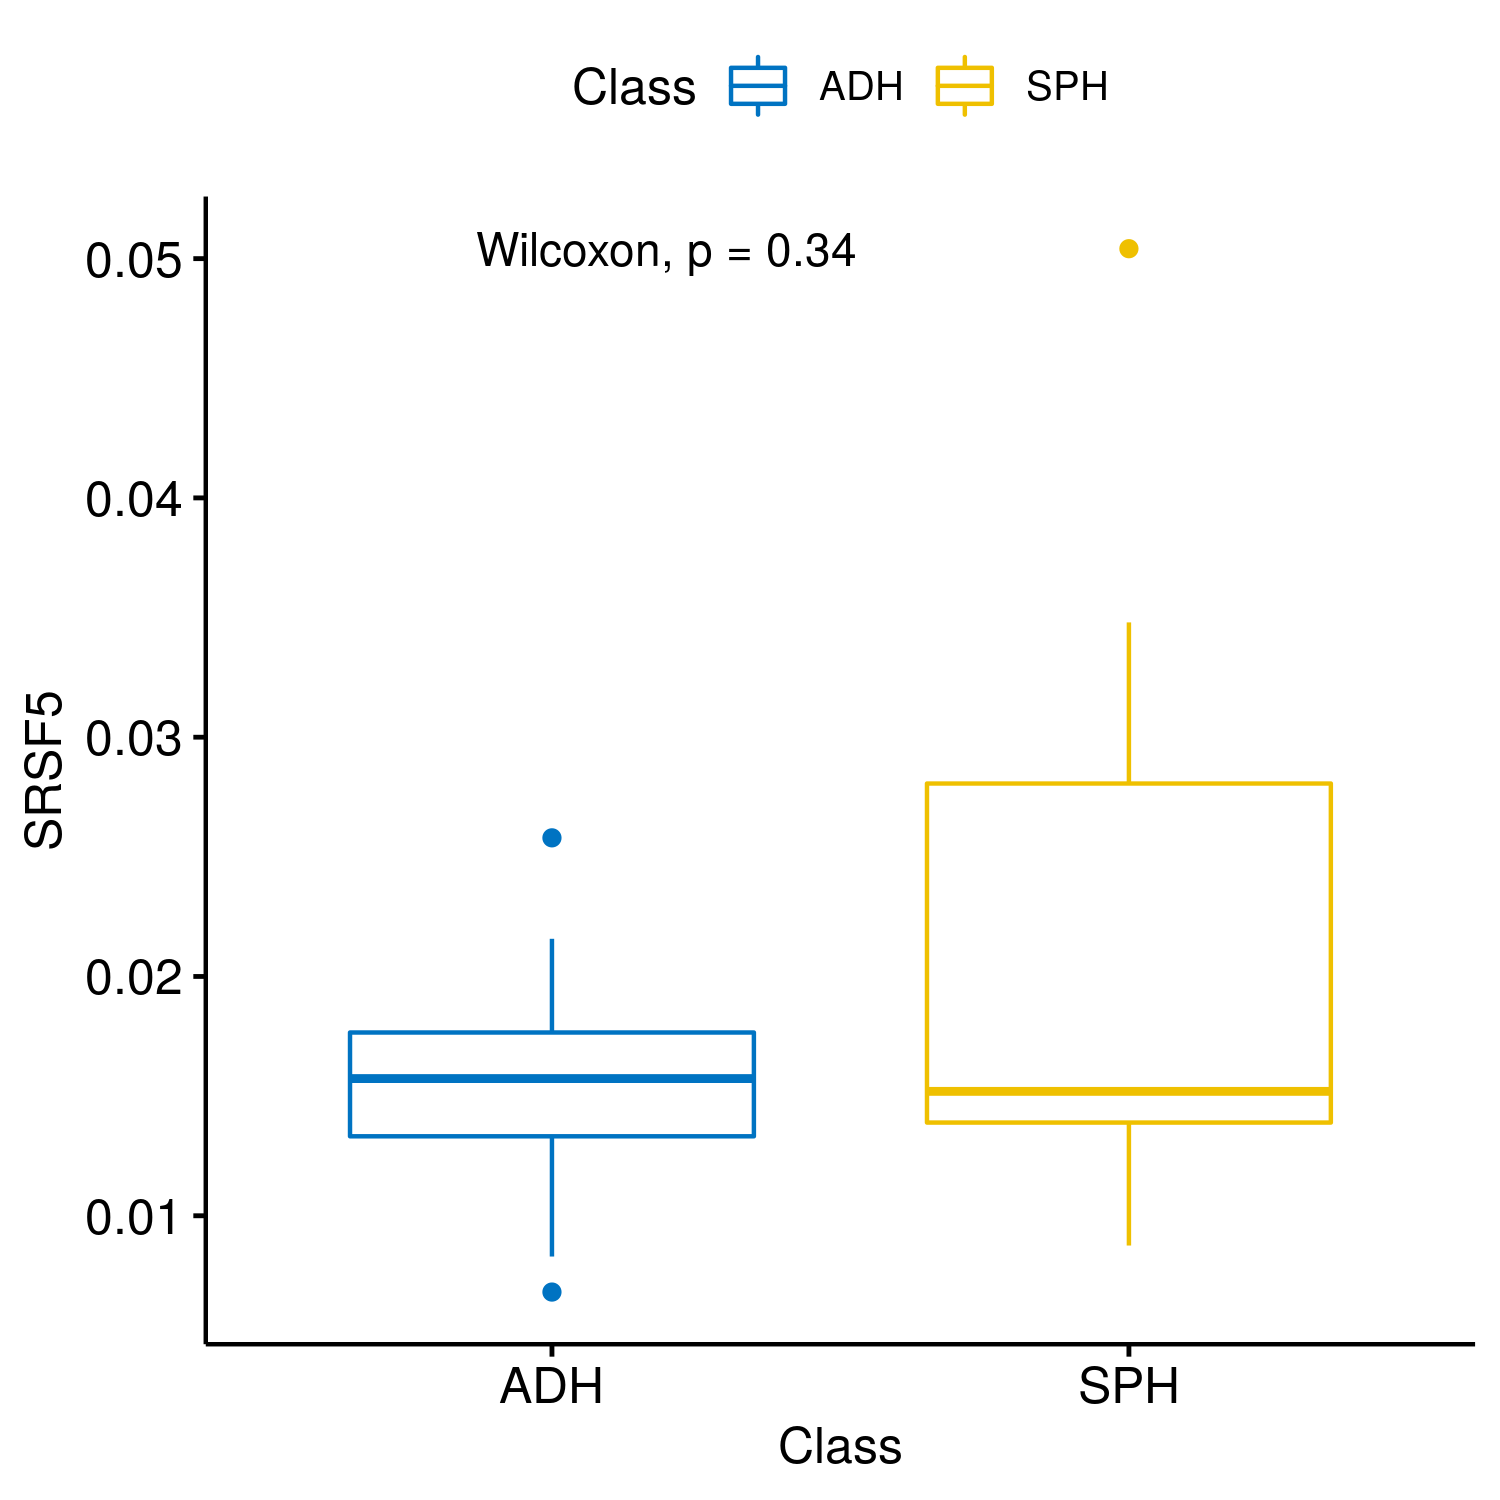 Class ADH SPH
Wilcoxon, p = 0.34
0.05
0.04
0.03
0.02
0.01
SRSF5
ADH SPH
Class